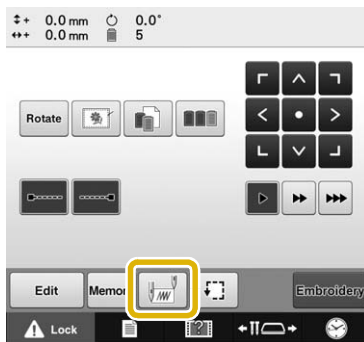 0.0 mm 0.0°
0.0 mm 5
Rotate
Edit Memor Embroidery
Lock